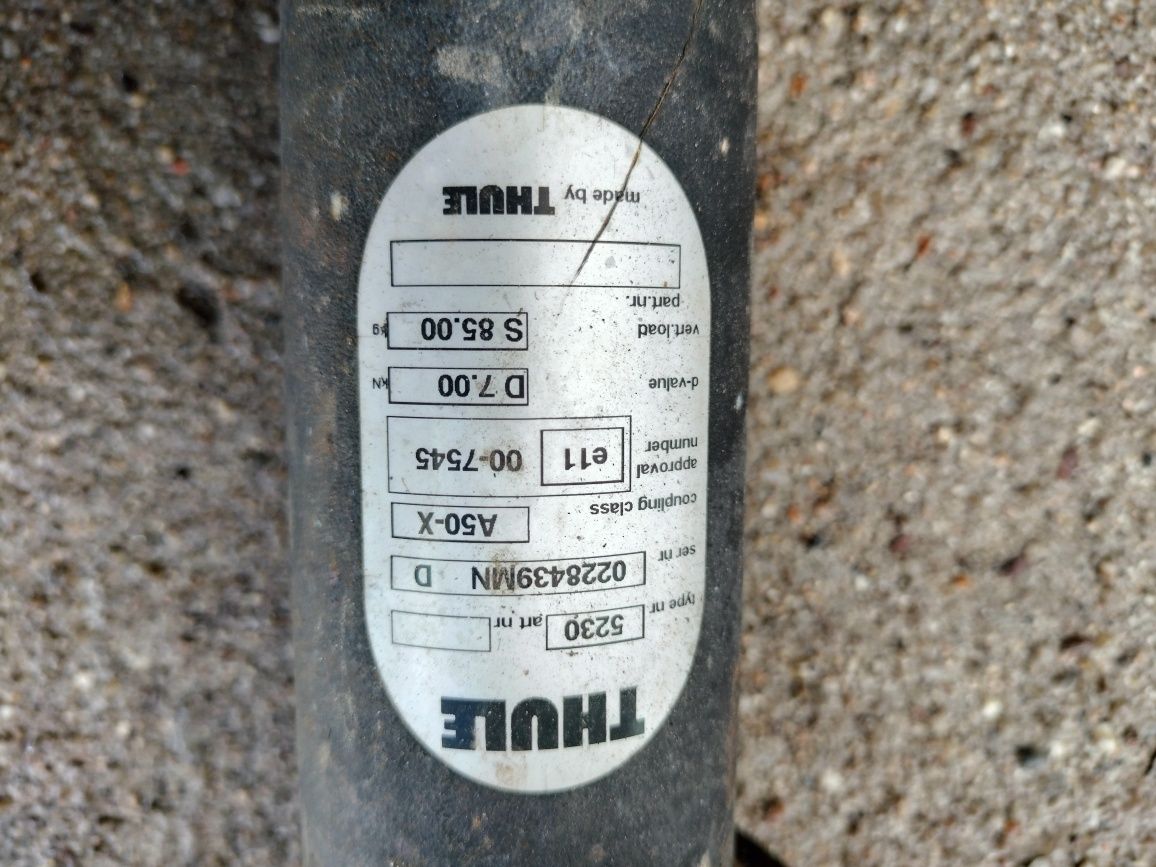 THULE
type nr 5230 art nr
ser nr 0228439MN D
coupling class A50-X
approval number e11 00-7545
d-value D 7.00 kN
vert.load S 85.00 kg
part.nr.
made by THULE